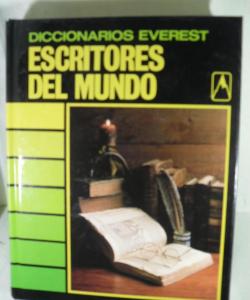 DICCIONARIOS EVEREST
ESCRITORES
DEL MUNDO